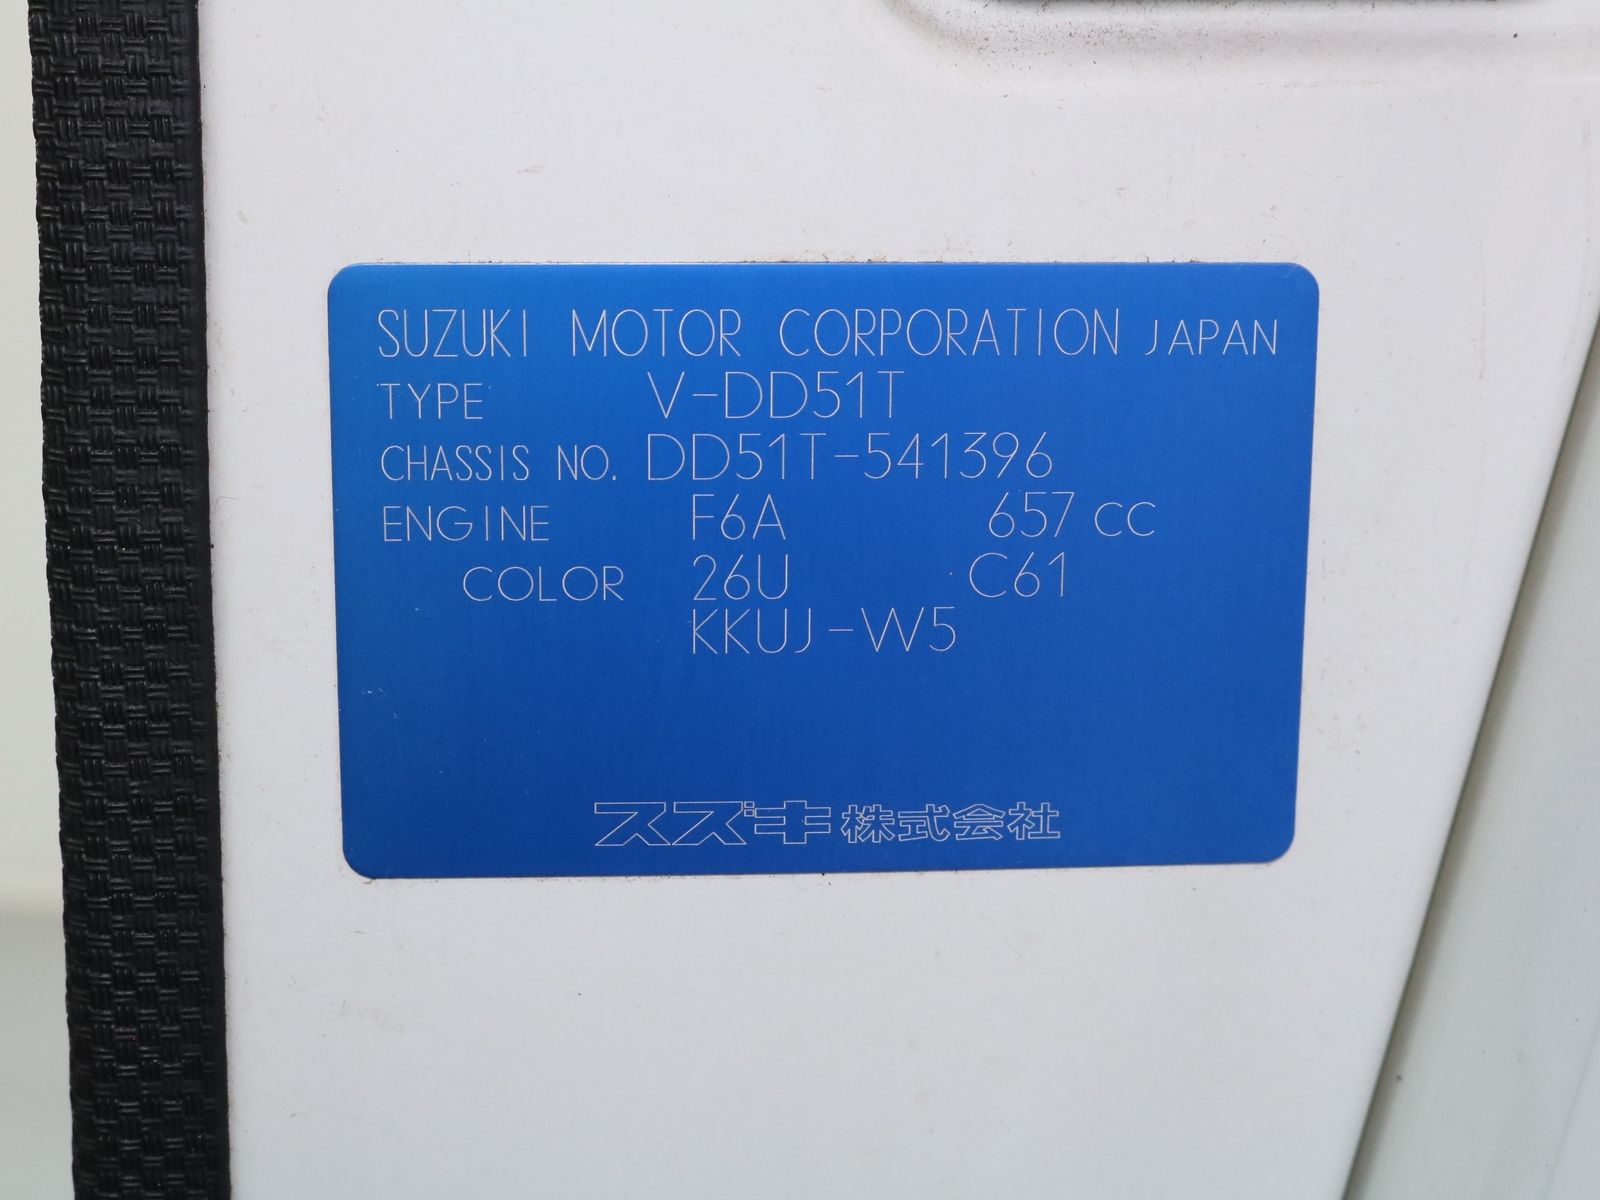 SUZUKI MOTOR CORPORATION JAPAN
TYPE V-DD51T
CHASSIS NO. DD51T-541396
ENGINE F6A 657 CC
COLOR 26U C61
KKUJ-W5
スズキ株式会社